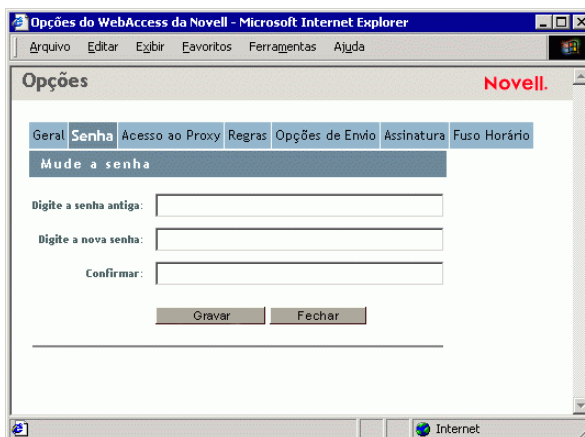 Opções do WebAccess da Novell - Microsoft Internet Explorer
Arquivo Editar Exibir Favoritos Ferramentas Ajuda
Opções Novell.
Geral Senha Acesso ao Proxy Regras Opções de Envio Assinatura Fuso Horário
Mude a senha
Digite a senha antiga:
Digite a nova senha:
Confirmar:
Gravar Fechar
Internet